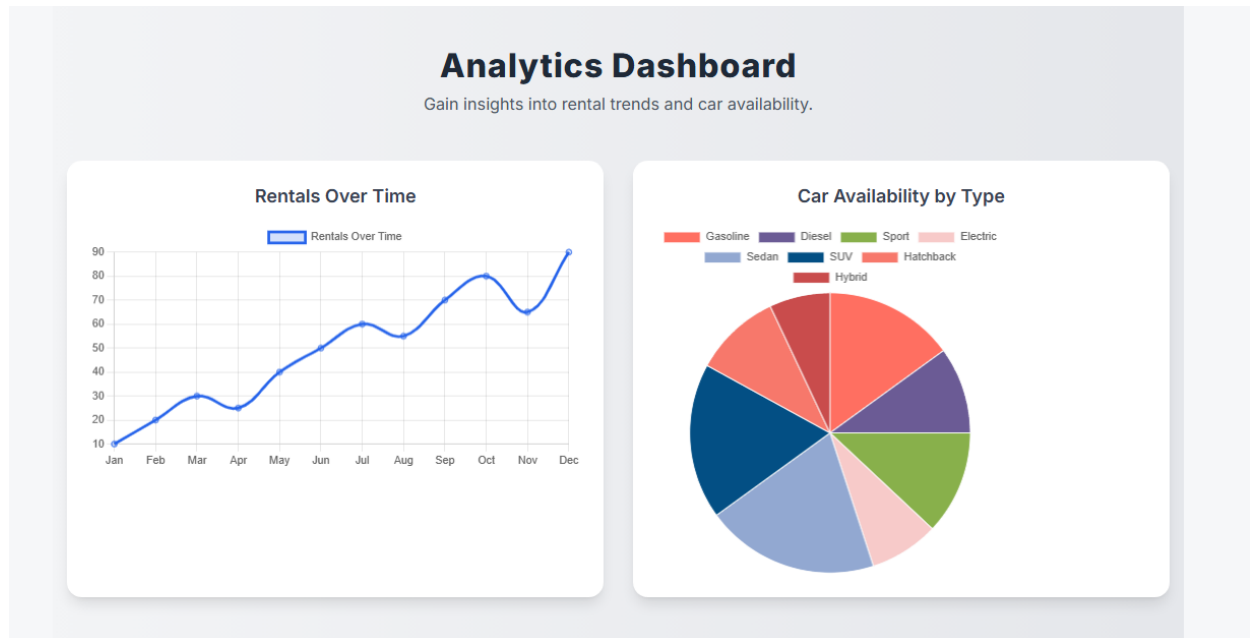 Analytics Dashboard
Gain insights into rental trends and car availability.
Rentals Over Time
Rentals Over Time
90
80
70
60
50
40
30
20
10
Jan Feb Mar Apr May Jun Jul Aug Sep Oct Nov Dec
Car Availability by Type
Gasoline Diesel Sport Electric
Sedan SUV Hatchback
Hybrid